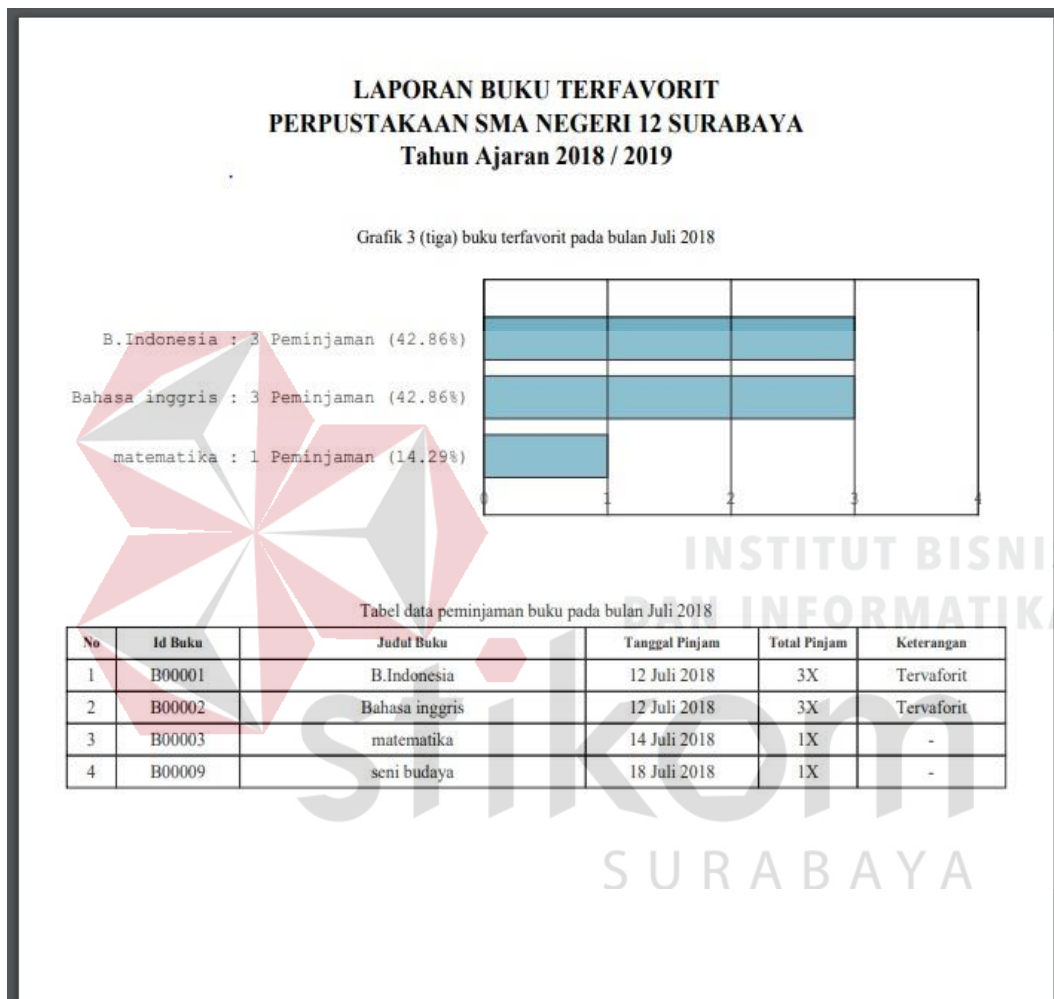 LAPORAN BUKU TERFAVORIT
PERPUSTAKAAN SMA NEGERI 12 SURABAYA
Tahun Ajaran 2018 / 2019
Grafik 3 (tiga) buku terfavorit pada bulan Juli 2018
B.Indonesia : 3 Peminjaman (42.86%)
Bahasa inggris : 3 Peminjaman (42.86%)
matematika : 1 Peminjaman (14.29%)
0 1 2 3 4
INSTITUT BISNI
DAN INFORMATIKA
Tabel data peminjaman buku pada bulan Juli 2018
No Id Buku Judul Buku Tanggal Pinjam Total Pinjam Keterangan
1 B00001 B.Indonesia 12 Juli 2018 3X Tervaforit
2 B00002 Bahasa inggris 12 Juli 2018 3X Tervaforit
3 B00003 matematika 14 Juli 2018 1X -
4 B00009 seni budaya 18 Juli 2018 1X -
stikom
SURABAYA